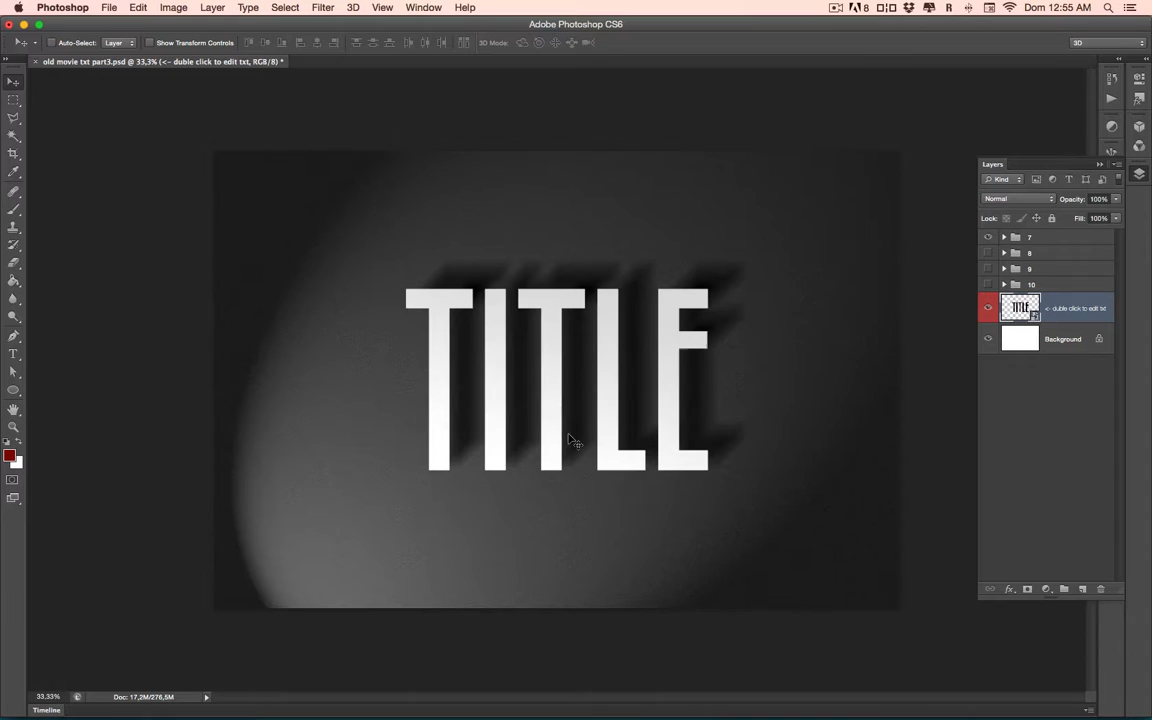 Photoshop File Edit Image Layer Type Select Filter 3D View Window Help
8 Dom 12:55 AM
Adobe Photoshop CS6
Auto-Select: Layer Show Transform Controls 3D Mode: 3D
old movie txt part3.psd @ 33,3% (<- duble click to edit txt, RGB/8) *
Layers
Kind
Normal Opacity: 100%
Lock: Fill: 100%
7
8
9
10
TITLE <- duble click to edit txt
Background
TITLE
33,33% Doc: 17,2M/276,5M
Timeline